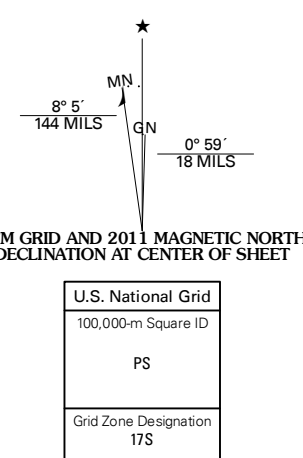 ★
MN
8° 5´
144 MILS
GN
0° 59´
18 MILS
M GRID AND 2011 MAGNETIC NORTH
DECLINATION AT CENTER OF SHEET
U.S. National Grid
100,000-m Square ID
PS
Grid Zone Designation
17S